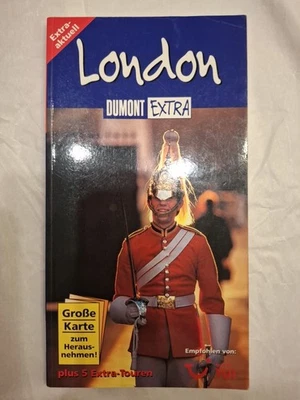 Extra-
aktuell
London
DUMONT EXTRA
Große
Karte
zum
Heraus-
nehmen!
plus 5 Extra-Touren
Empfohlen von: